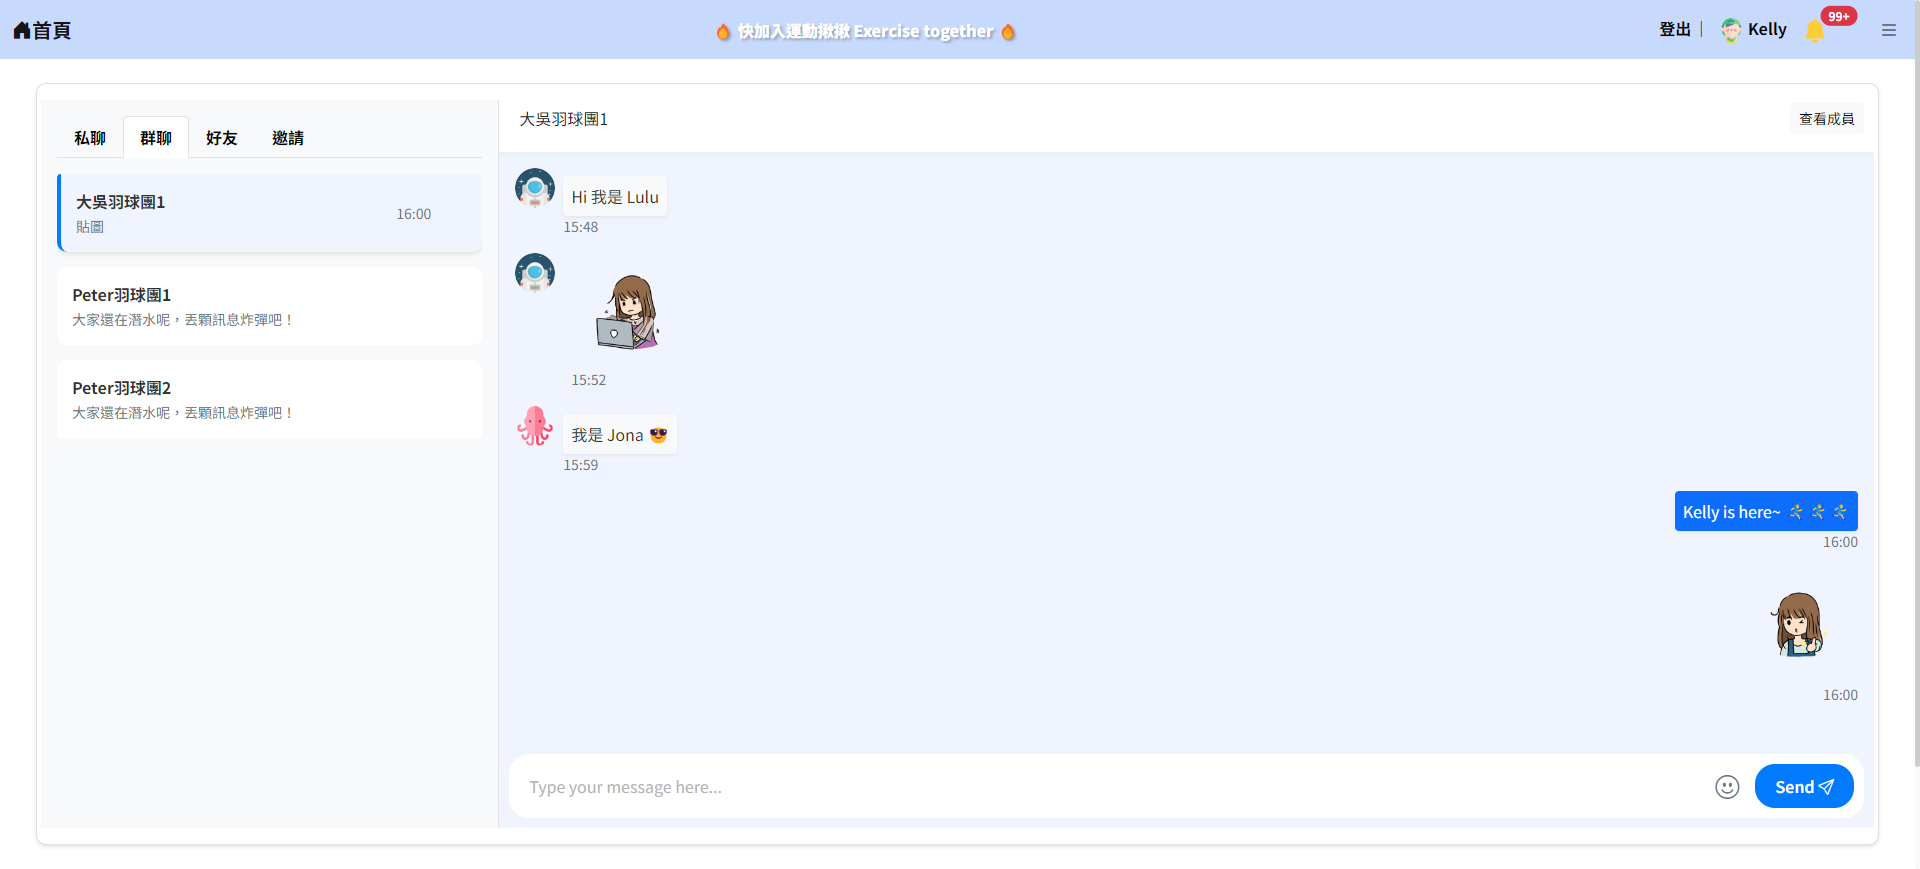 首頁
🔥 快加入運動揪揪 Exercise together 🔥
登出 | Kelly 99+
私聊 群聊 好友 邀請
大吳羽球團1
貼圖
16:00
Peter羽球團1
大家還在潛水呢，丟顆訊息炸彈吧！
Peter羽球團2
大家還在潛水呢，丟顆訊息炸彈吧！
大吳羽球團1
查看成員
Hi 我是 Lulu
15:48
15:52
我是 Jona 😎
15:59
Kelly is here~ 🏃 🏃 🏃
16:00
16:00
Type your message here...
Send